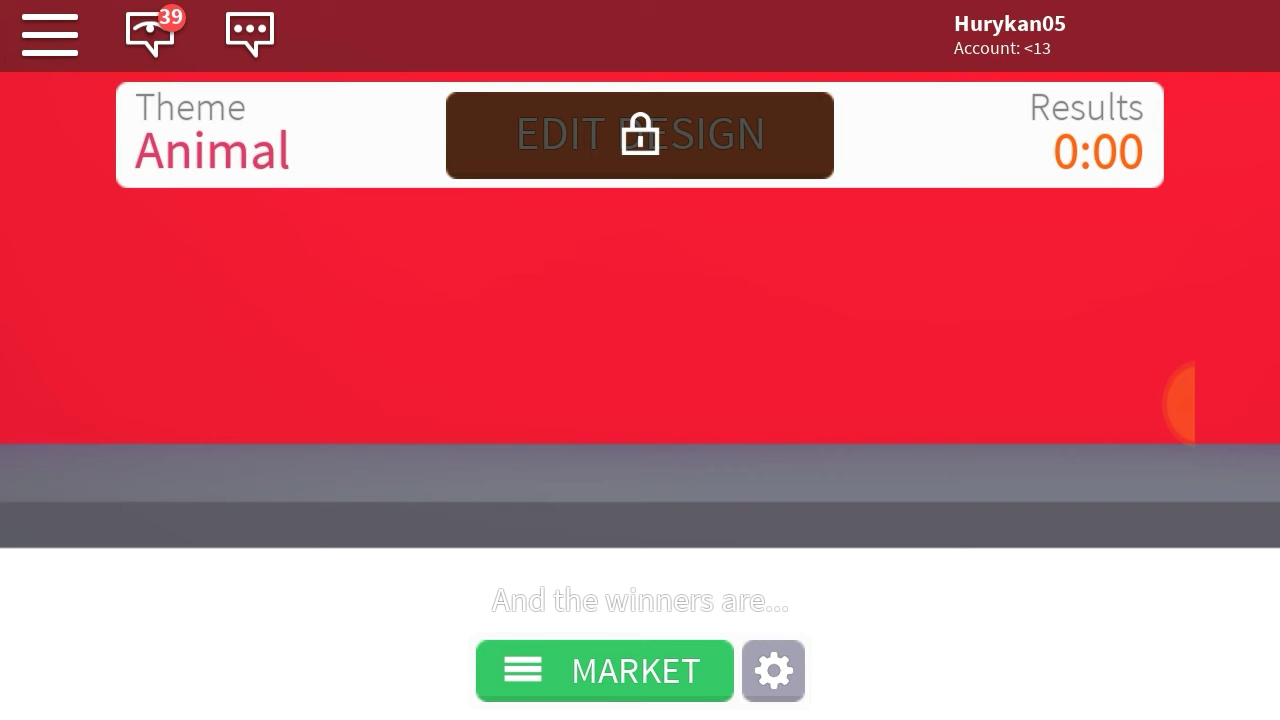 39
Hurykan05
Account: <13
Theme
Animal
EDIT DESIGN
Results
0:00
And the winners are...
MARKET